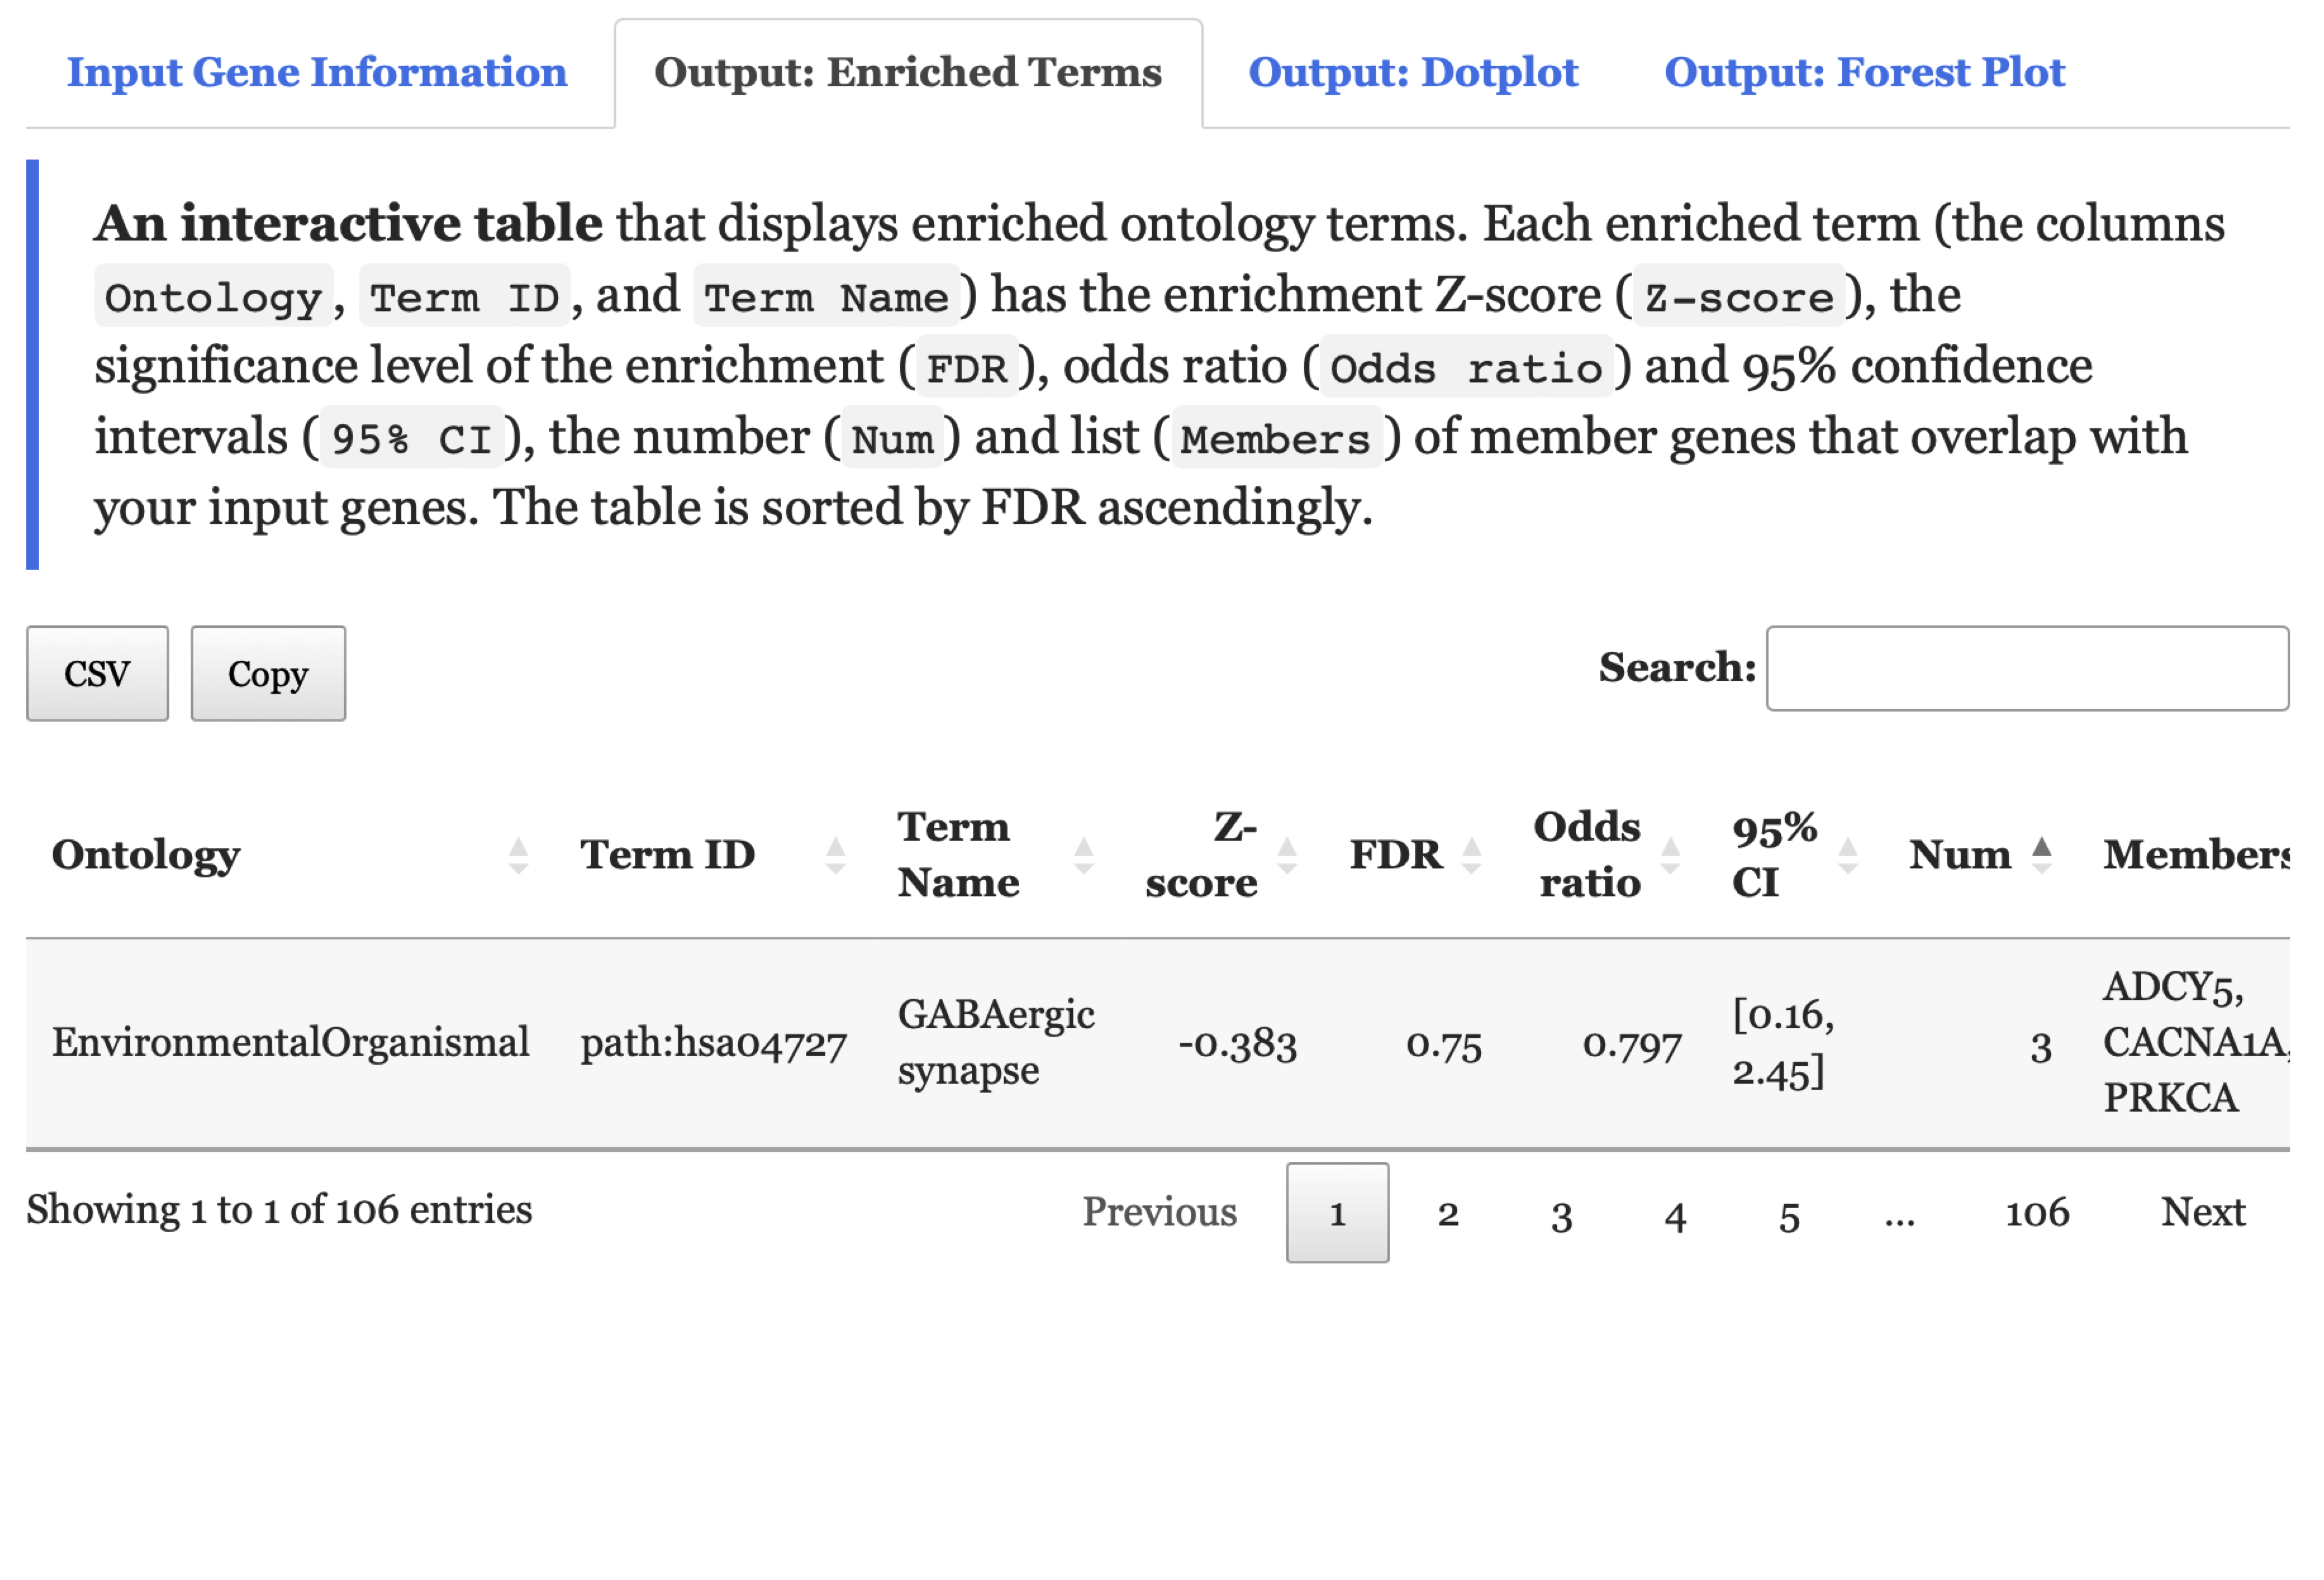 Input Gene Information
Output: Enriched Terms
Output: Dotplot
Output: Forest Plot
An interactive table that displays enriched ontology terms. Each enriched term (the columns
Ontology, Term ID, and Term Name) has the enrichment Z-score (Z-score), the
significance level of the enrichment (FDR), odds ratio (Odds ratio) and 95% confidence
intervals (95% CI), the number (Num) and list (Members) of member genes that overlap with
your input genes. The table is sorted by FDR ascendingly.
CSV
Copy
Search:
Ontology
Term ID
Term
Name
Z-
score
FDR
Odds
ratio
95%
CI
Num
Members
EnvironmentalOrganismal
path:hsa04727
GABAergic
synapse
-0.383
0.75
0.797
[0.16,
2.45]
3
ADCY5,
CACNA1A,
PRKCA
Showing 1 to 1 of 106 entries
Previous
1
2
3
4
5
...
106
Next